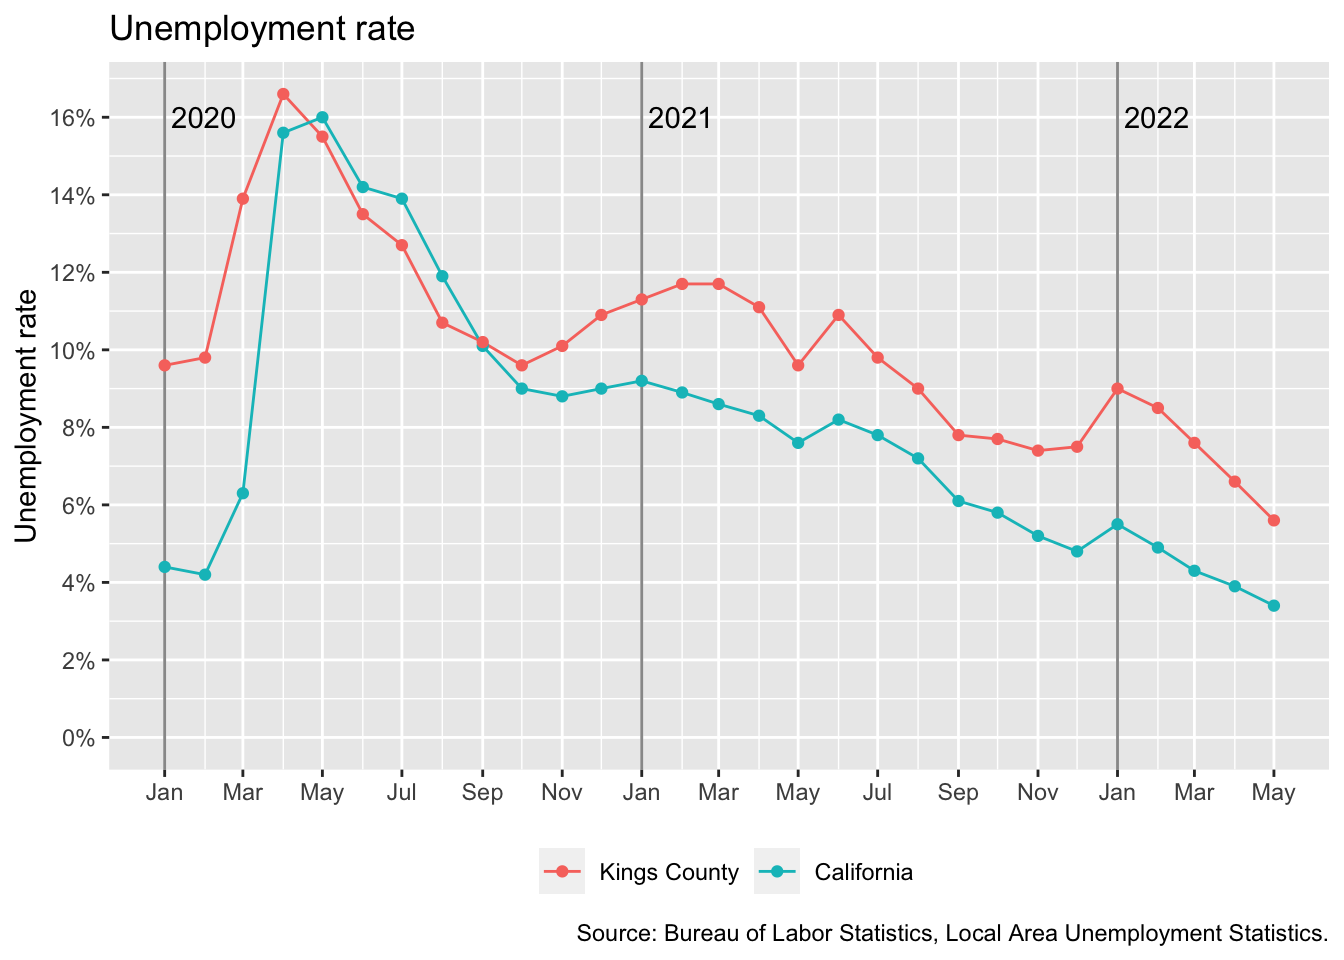 Unemployment rate
2020 2021 2022
Unemployment rate
16%
14%
12%
10%
8%
6%
4%
2%
0%
Jan Mar May Jul Sep Nov Jan Mar May Jul Sep Nov Jan Mar May
Kings County California
Source: Bureau of Labor Statistics, Local Area Unemployment Statistics.